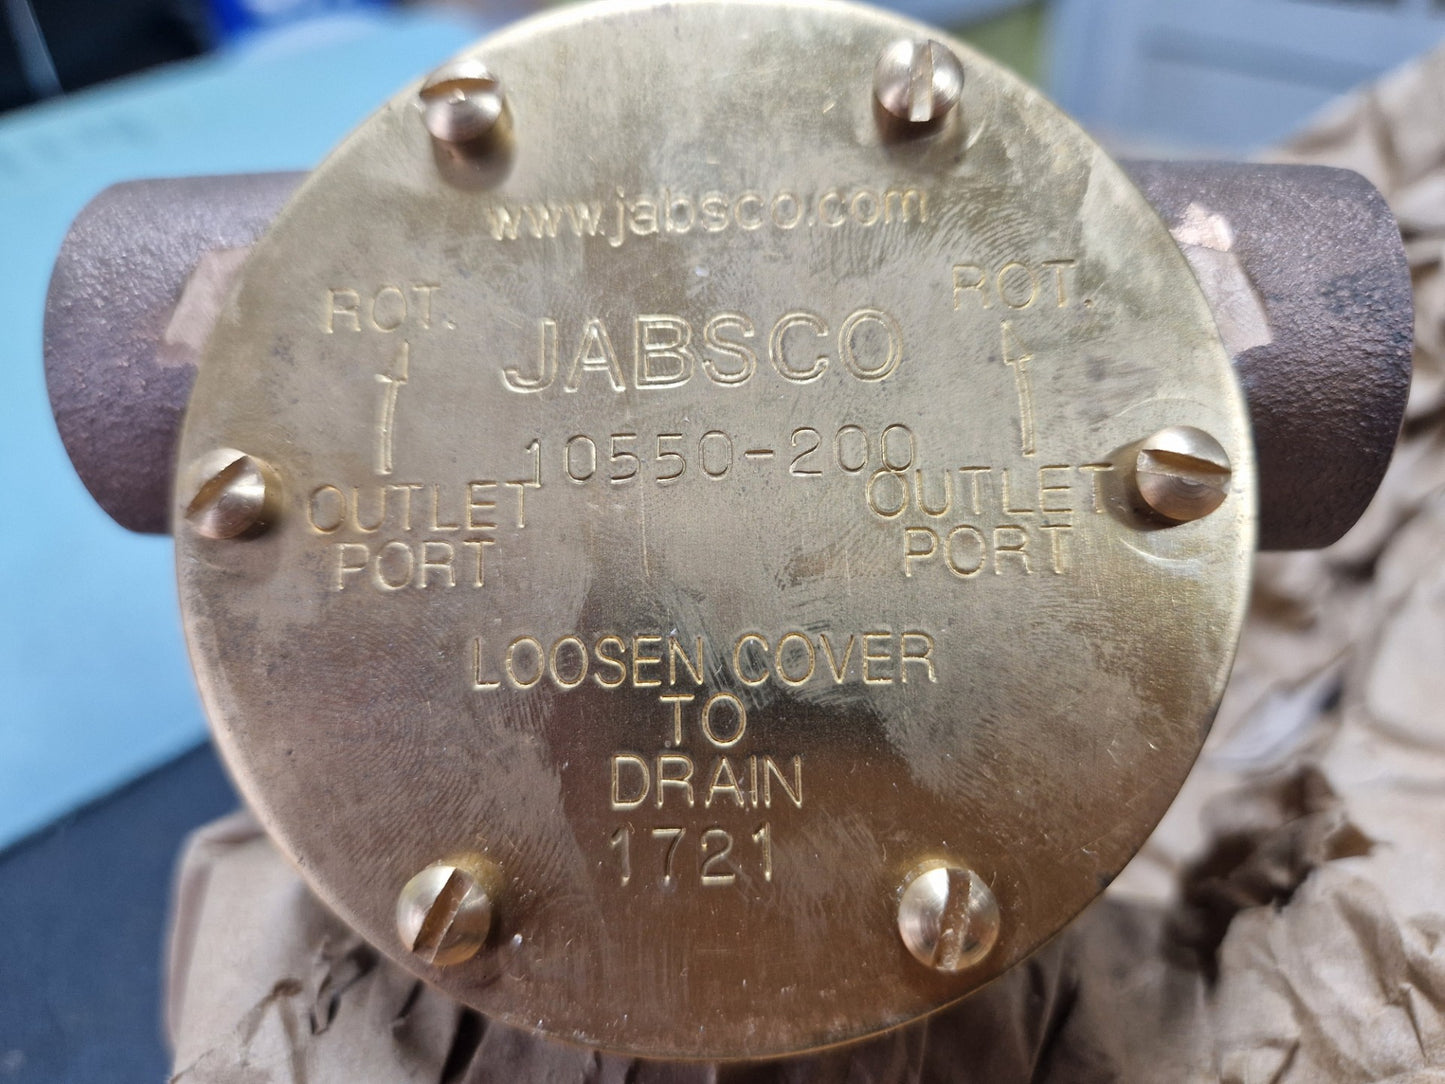 www.jabsco.com
ROT.
ROT.
JABSCO
10550-200
OUTLET
PORT
OUTLET
PORT
LOOSEN COVER
TO
DRAIN
1721